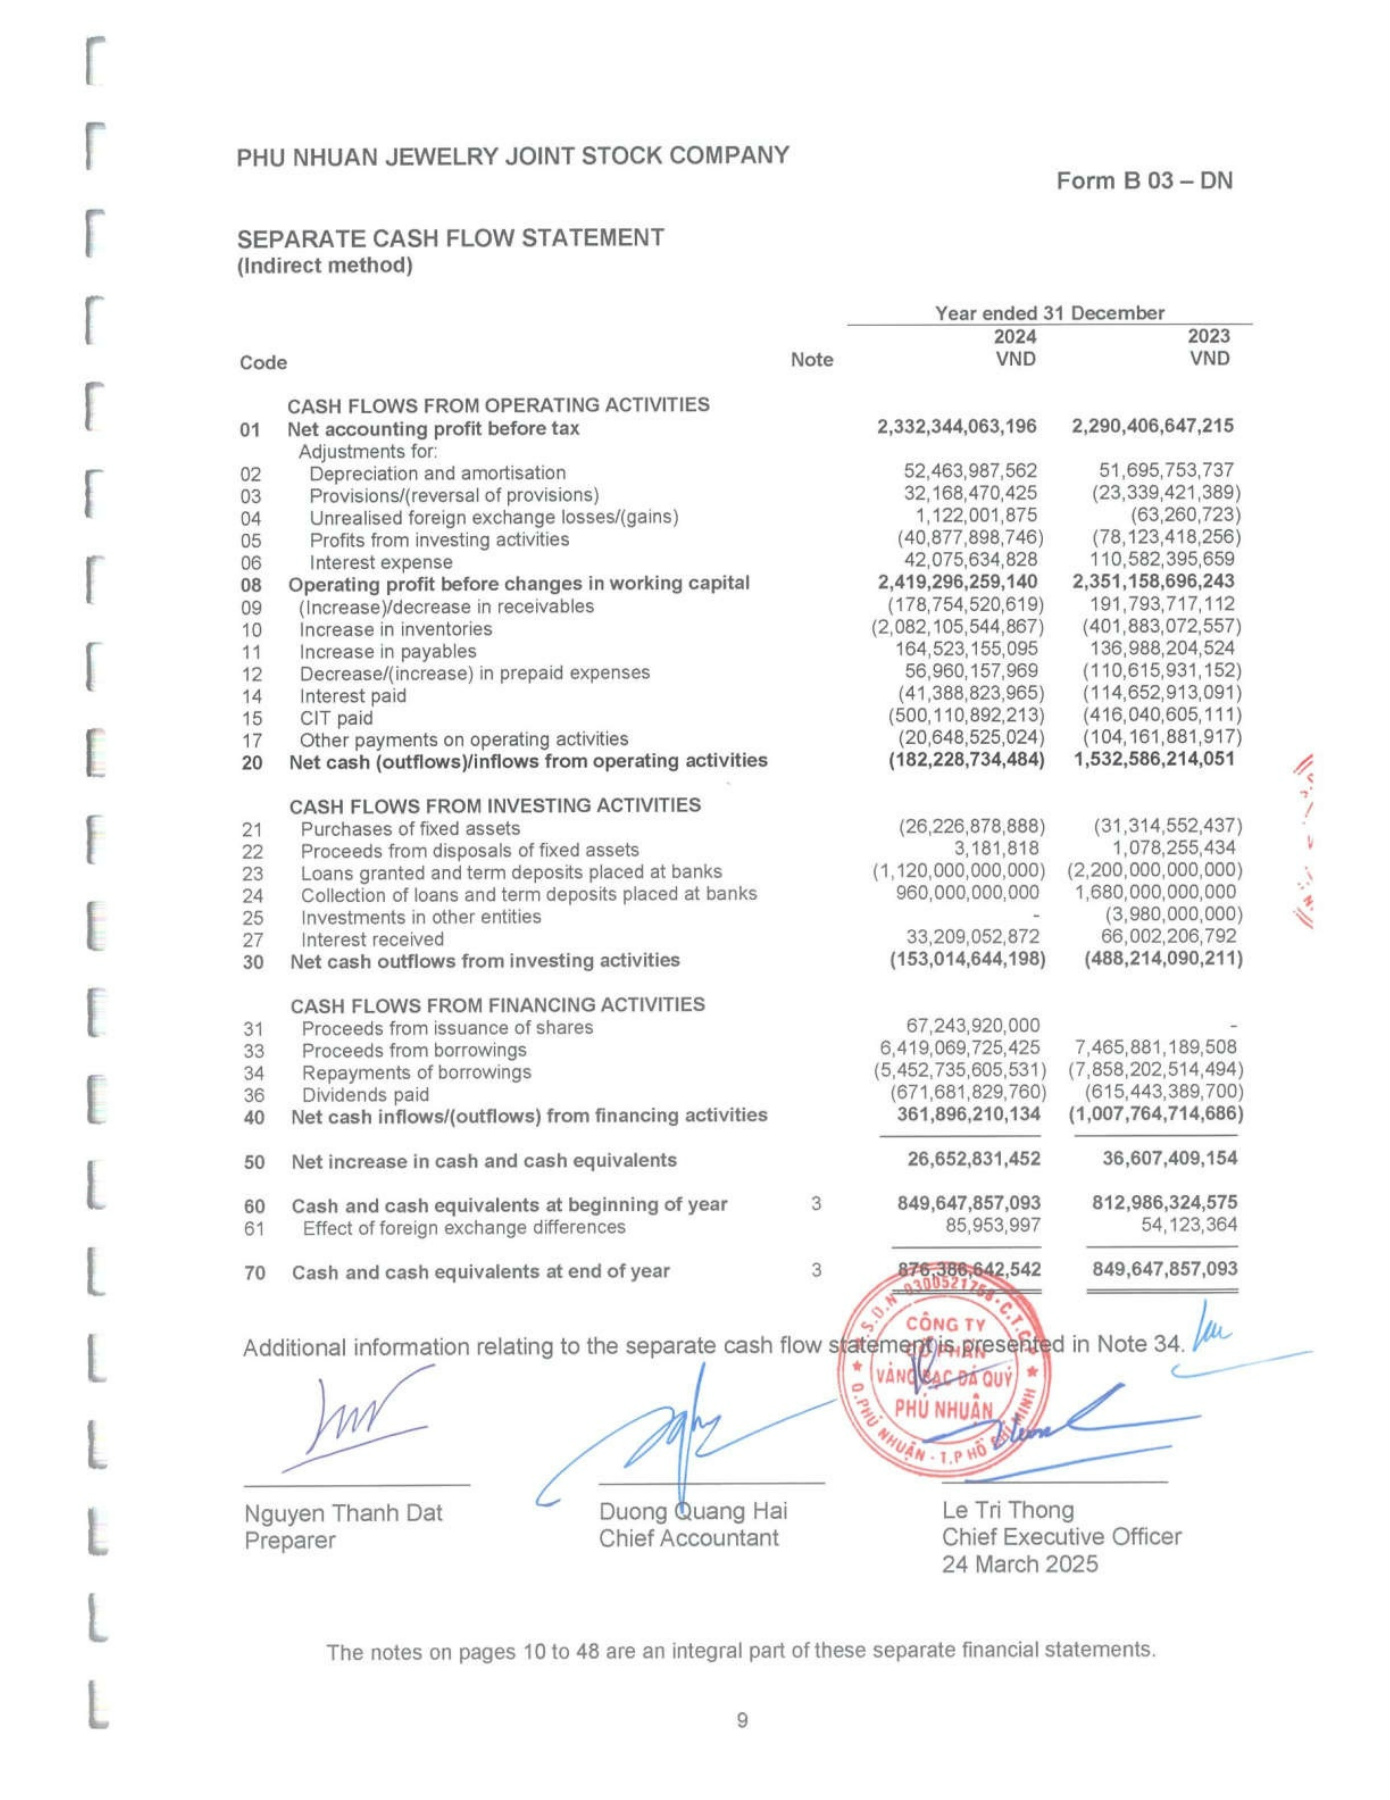 PHU NHUAN JEWELRY JOINT STOCK COMPANY
Form B 03 – DN
SEPARATE CASH FLOW STATEMENT
(Indirect method)
Year ended 31 December
2024 2023
Code Note VND VND
CASH FLOWS FROM OPERATING ACTIVITIES
01 Net accounting profit before tax 2,332,344,063,196 2,290,406,647,215
Adjustments for:
02 Depreciation and amortisation 52,463,987,562 51,695,753,737
03 Provisions/(reversal of provisions) 32,168,470,425 (23,339,421,389)
04 Unrealised foreign exchange losses/(gains) 1,122,001,875 (63,260,723)
05 Profits from investing activities (40,877,898,746) (78,123,418,256)
06 Interest expense 42,075,634,828 110,582,395,659
08 Operating profit before changes in working capital 2,419,296,259,140 2,351,158,696,243
09 (Increase)/decrease in receivables (178,754,520,619) 191,793,717,112
10 Increase in inventories (2,082,105,544,867) (401,883,072,557)
11 Increase in payables 164,523,155,095 136,988,204,524
12 Decrease/(increase) in prepaid expenses 56,960,157,969 (110,615,931,152)
14 Interest paid (41,388,823,965) (114,652,913,091)
15 CIT paid (500,110,892,213) (416,040,605,111)
17 Other payments on operating activities (20,648,525,024) (104,161,881,917)
20 Net cash (outflows)/inflows from operating activities (182,228,734,484) 1,532,586,214,051
CASH FLOWS FROM INVESTING ACTIVITIES
21 Purchases of fixed assets (26,226,878,888) (31,314,552,437)
22 Proceeds from disposals of fixed assets 3,181,818 1,078,255,434
23 Loans granted and term deposits placed at banks (1,120,000,000,000) (2,200,000,000,000)
24 Collection of loans and term deposits placed at banks 960,000,000,000 1,680,000,000,000
25 Investments in other entities - (3,980,000,000)
27 Interest received 33,209,052,872 66,002,206,792
30 Net cash outflows from investing activities (153,014,644,198) (488,214,090,211)
CASH FLOWS FROM FINANCING ACTIVITIES
31 Proceeds from issuance of shares 67,243,920,000 -
33 Proceeds from borrowings 6,419,069,725,425 7,465,881,189,508
34 Repayments of borrowings (5,452,735,605,531) (7,858,202,514,494)
36 Dividends paid (671,681,829,760) (615,443,389,700)
40 Net cash inflows/(outflows) from financing activities 361,896,210,134 (1,007,764,714,686)
50 Net increase in cash and cash equivalents 26,652,831,452 36,607,409,154
60 Cash and cash equivalents at beginning of year 3 849,647,857,093 812,986,324,575
61 Effect of foreign exchange differences 85,953,997 54,123,364
70 Cash and cash equivalents at end of year 3 876,386,642,542 849,647,857,093
Additional information relating to the separate cash flow statement is presented in Note 34.
CÔNG TY
CỔ PHẦN
VÀNG BẠC ĐÁ QUÝ
PHÚ NHUẬN
Q.PHÚ NHUẬN - T.P HỒ CHÍ MINH
Nguyen Thanh Dat Duong Quang Hai Le Tri Thong
Preparer Chief Accountant Chief Executive Officer
24 March 2025
The notes on pages 10 to 48 are an integral part of these separate financial statements.
9